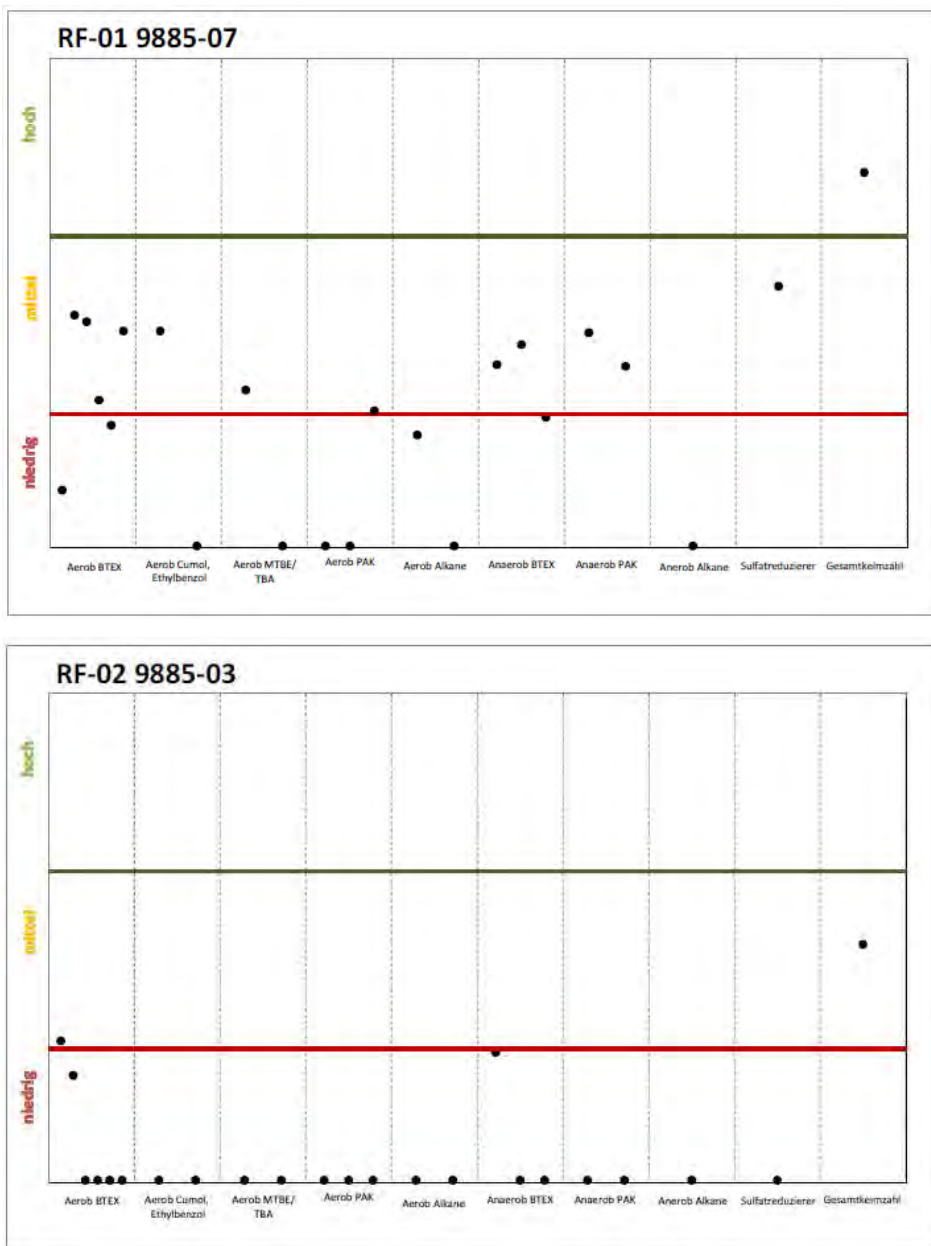 RF-01 9885-07
hoch
mittel
niedrig
Aerob BTEX
Aerob Cumol,
Ethylbenzol
Aerob MTBE/
TBA
Aerob PAK
Aerob Alkane
Anaerob BTEX
Anaerob PAK
Anerob Alkane
Sulfatreduzierer
Gesamtkeimzahl
RF-02 9885-03
hoch
mittel
niedrig
Aerob BTEX
Aerob Cumol,
Ethylbenzol
Aerob MTBE/
TBA
Aerob PAK
Aerob Alkane
Anaerob BTEX
Anaerob PAK
Anerob Alkane
Sulfatreduzierer
Gesamtkeimzahl